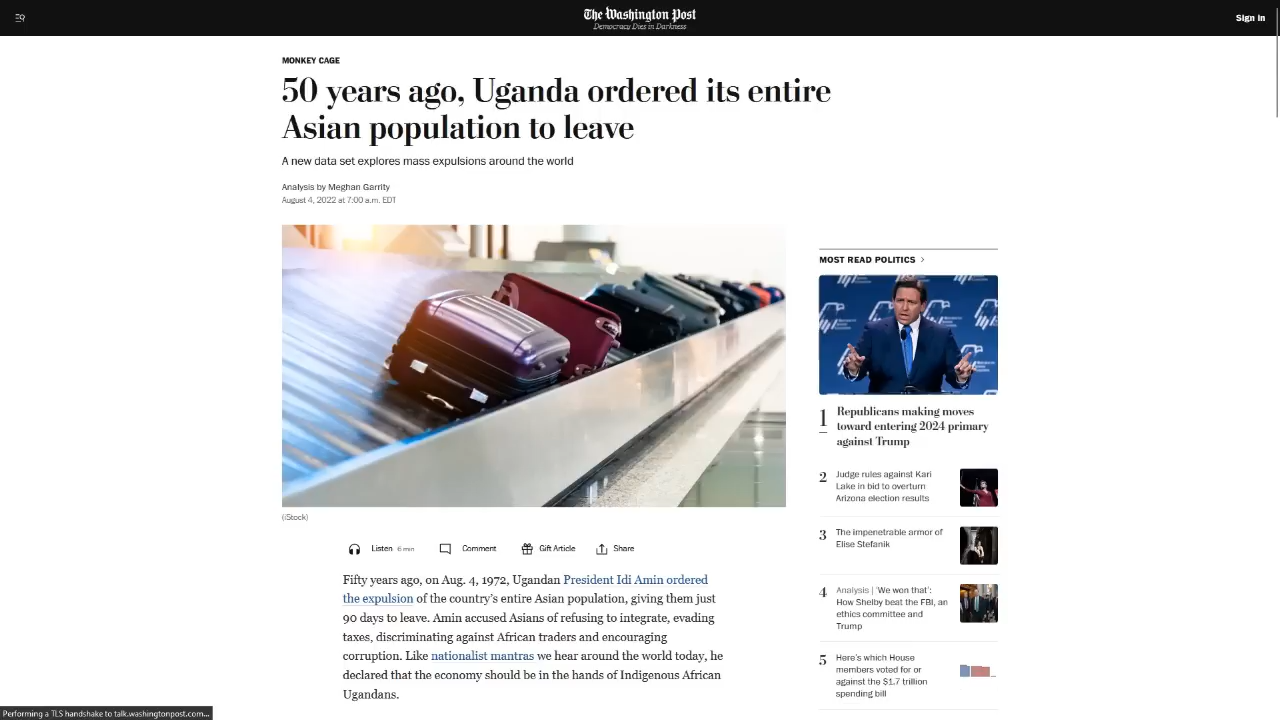 The Washington Post
Democracy Dies in Darkness
Sign in
MONKEY CAGE
50 years ago, Uganda ordered its entire
Asian population to leave
A new data set explores mass expulsions around the world
Analysis by Meghan Garrity
August 4, 2022 at 7:00 a.m. EDT
(iStock)
Listen 6 min
Comment
Gift Article
Share
Fifty years ago, on Aug. 4, 1972, Ugandan President Idi Amin ordered
the expulsion of the country's entire Asian population, giving them just
90 days to leave. Amin accused Asians of refusing to integrate, evading
taxes, discriminating against African traders and encouraging
corruption. Like nationalist mantras we hear around the world today, he
declared that the economy should be in the hands of Indigenous African
Ugandans.
MOST READ POLITICS >
1
Republicans making moves
toward entering 2024 primary
against Trump
2
Judge rules against Kari
Lake in bid to overturn
Arizona election results
3
The impenetrable armor of
Elise Stefanik
4
Analysis | 'We won that':
How Shelby beat the FBI, an
ethics committee and
Trump
5
Here's which House
members voted for or
against the $1.7 trillion
spending bill
Performing a TLS handshake to talk.washingtonpost.com...